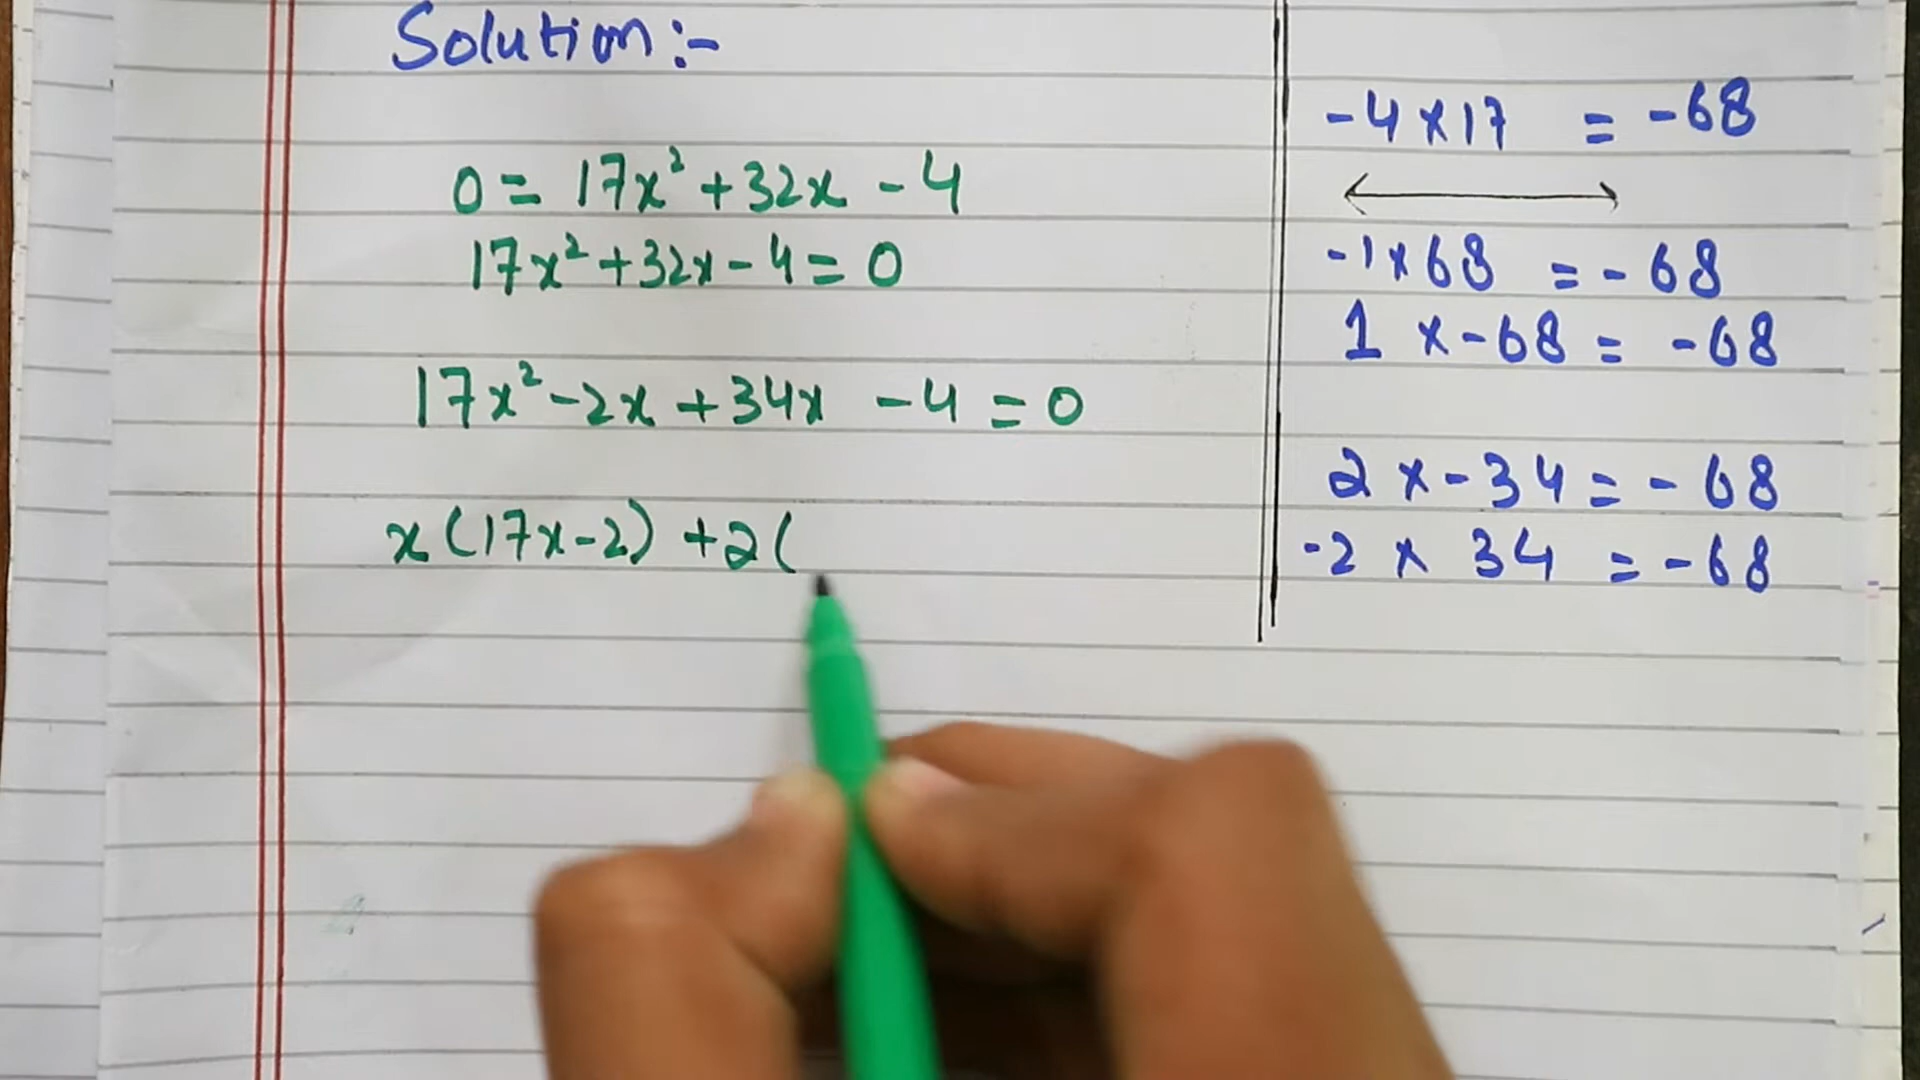 Solution:-
0 = 17x² + 32x - 4
17x² + 32x - 4 = 0
17x² - 2x + 34x - 4 = 0
x(17x-2) +2(
-4 x 17 = -68
-1 x 68 = -68
1 x -68 = -68
2 x -34 = -68
-2 x 34 = -68